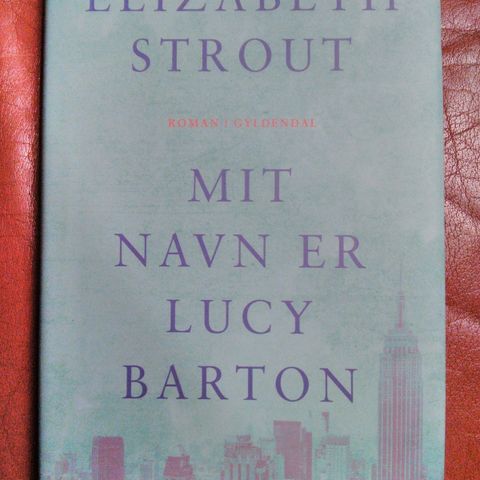 ELIZABETH
STROUT
ROMAN / GYLDENDAL
MIT
NAVN ER
LUCY
BARTON